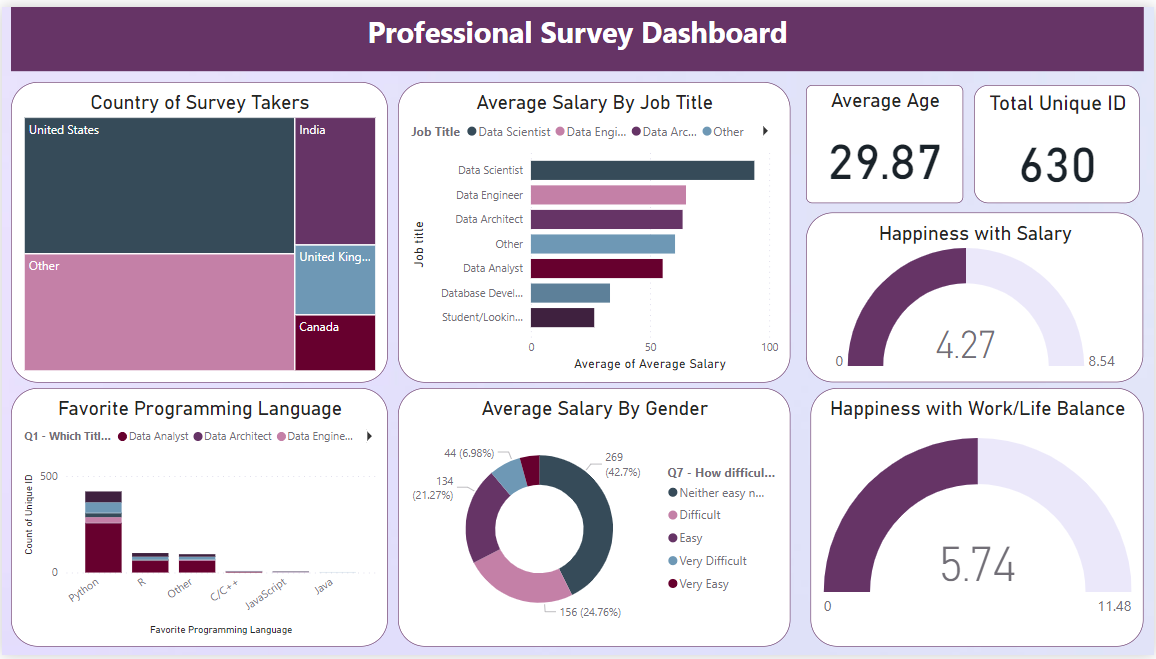 Professional Survey Dashboard
Country of Survey Takers
United States
India
Other
United King...
Canada
Average Salary By Job Title
Job Title Data Scientist Data Engi... Data Arc... Other
Job title
Data Scientist
Data Engineer
Data Architect
Other
Data Analyst
Database Devel...
Student/Lookin...
0 50 100
Average of Average Salary
Average Age
29.87
Total Unique ID
630
Happiness with Salary
4.27
0 8.54
Favorite Programming Language
Q1 - Which Titl... Data Analyst Data Architect Data Engine...
Count of Unique ID
500
0
Python R Other C/C++ JavaScript Java
Favorite Programming Language
Average Salary By Gender
44 (6.98%)
269
(42.7%)
134
(21.27%)
156 (24.76%)
Q7 - How difficul...
Neither easy n...
Difficult
Easy
Very Difficult
Very Easy
Happiness with Work/Life Balance
5.74
0 11.48